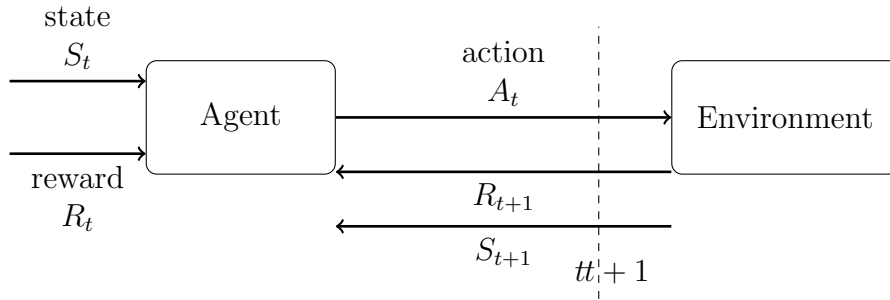 state
S_t
Agent
reward
R_t
action
A_t
Environment
R_{t+1}
S_{t+1}
tt + 1